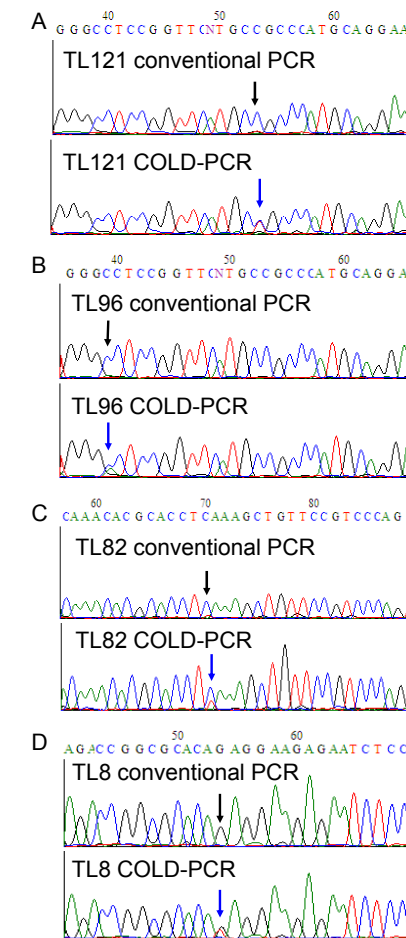 A
40 50 60
G G G C C T C C G G T T C N T G C C G C C C A T G C A G G A A
TL121 conventional PCR
TL121 COLD-PCR
B
40 50 60
G G G C C T C C G G T T C N T G C C G C C C A T G C A G G A
TL96 conventional PCR
TL96 COLD-PCR
C
60 70 80
C A A A C A C G C A C C T C A A A G C T G T T C C G T C C C A G
TL82 conventional PCR
TL82 COLD-PCR
D
50 60
A G A C C G G C G C A C A G A G G A A G A G A A T C T C C
TL8 conventional PCR
TL8 COLD-PCR